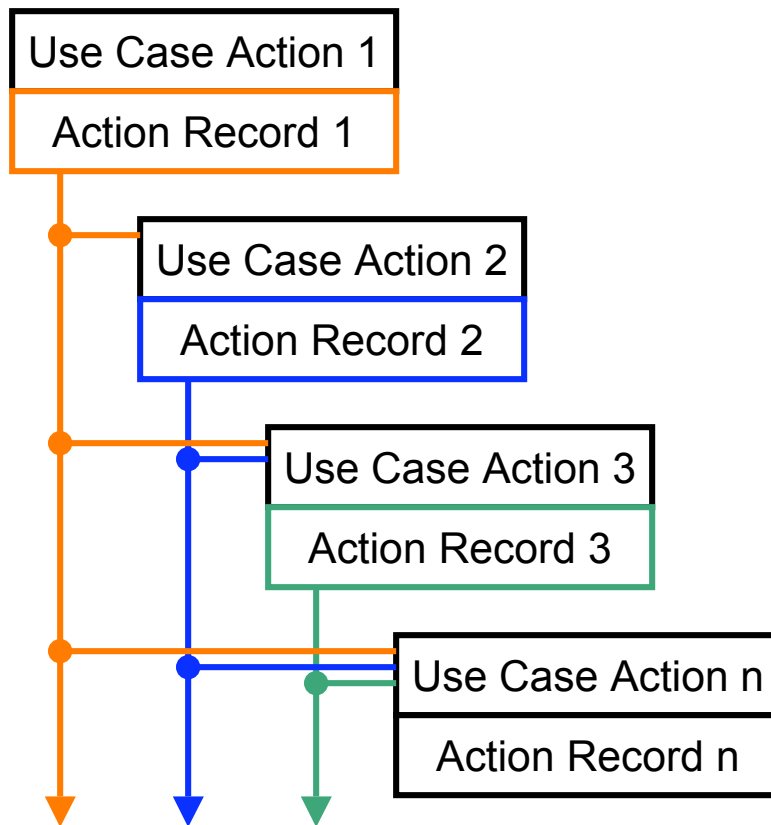 Use Case Action 1
Action Record 1
Use Case Action 2
Action Record 2
Use Case Action 3
Action Record 3
Use Case Action n
Action Record n